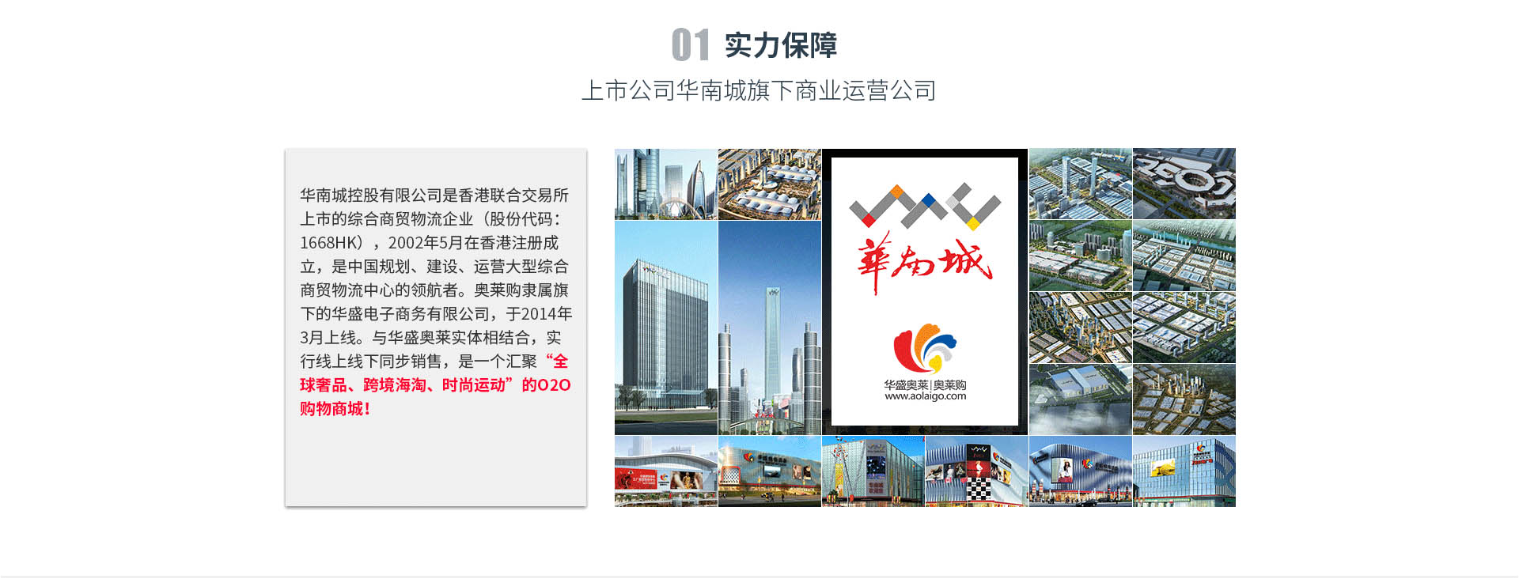 01 实力保障
上市公司华南城旗下商业运营公司
华南城控股有限公司是香港联合交易所
上市的综合商贸物流企业（股份代码：
1668HK），2002年5月在香港注册成
立，是中国规划、建设、运营大型综合
商贸物流中心的领航者。奥莱购隶属旗
下的华盛电子商务有限公司，于2014年
3月上线。与华盛奥莱实体相结合，实
行线上线下同步销售，是一个汇聚“全
球奢品、跨境海淘、时尚运动”的O2O
购物商城！
華南城
华盛奥莱|奥莱购
www.aolaigo.com